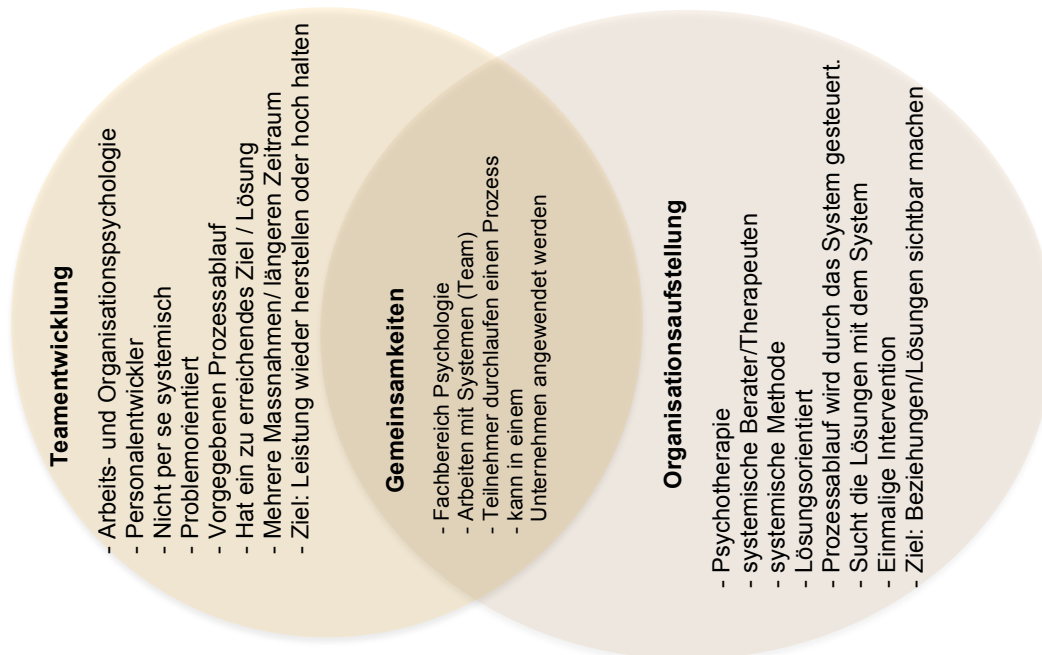 Teamentwicklung
- Arbeits- und Organisationspsychologie
- Personalentwickler
- Nicht per se systemisch
- Problemorientiert
- Vorgegebenen Prozessablauf
- Hat ein zu erreichendes Ziel / Lösung
- Mehrere Massnahmen/ längeren Zeitraum
- Ziel: Leistung wieder herstellen oder hoch halten
Gemeinsamkeiten
- Fachbereich Psychologie
- Arbeiten mit Systemen (Team)
- Teilnehmer durchlaufen einen Prozess
- kann in einem
Unternehmen angewendet werden
Organisationsaufstellung
- Psychotherapie
- systemische Berater/Therapeuten
- systemische Methode
- Lösungsorientiert
- Prozessablauf wird durch das System gesteuert.
- Sucht die Lösungen mit dem System
- Einmalige Intervention
- Ziel: Beziehungen/Lösungen sichtbar machen